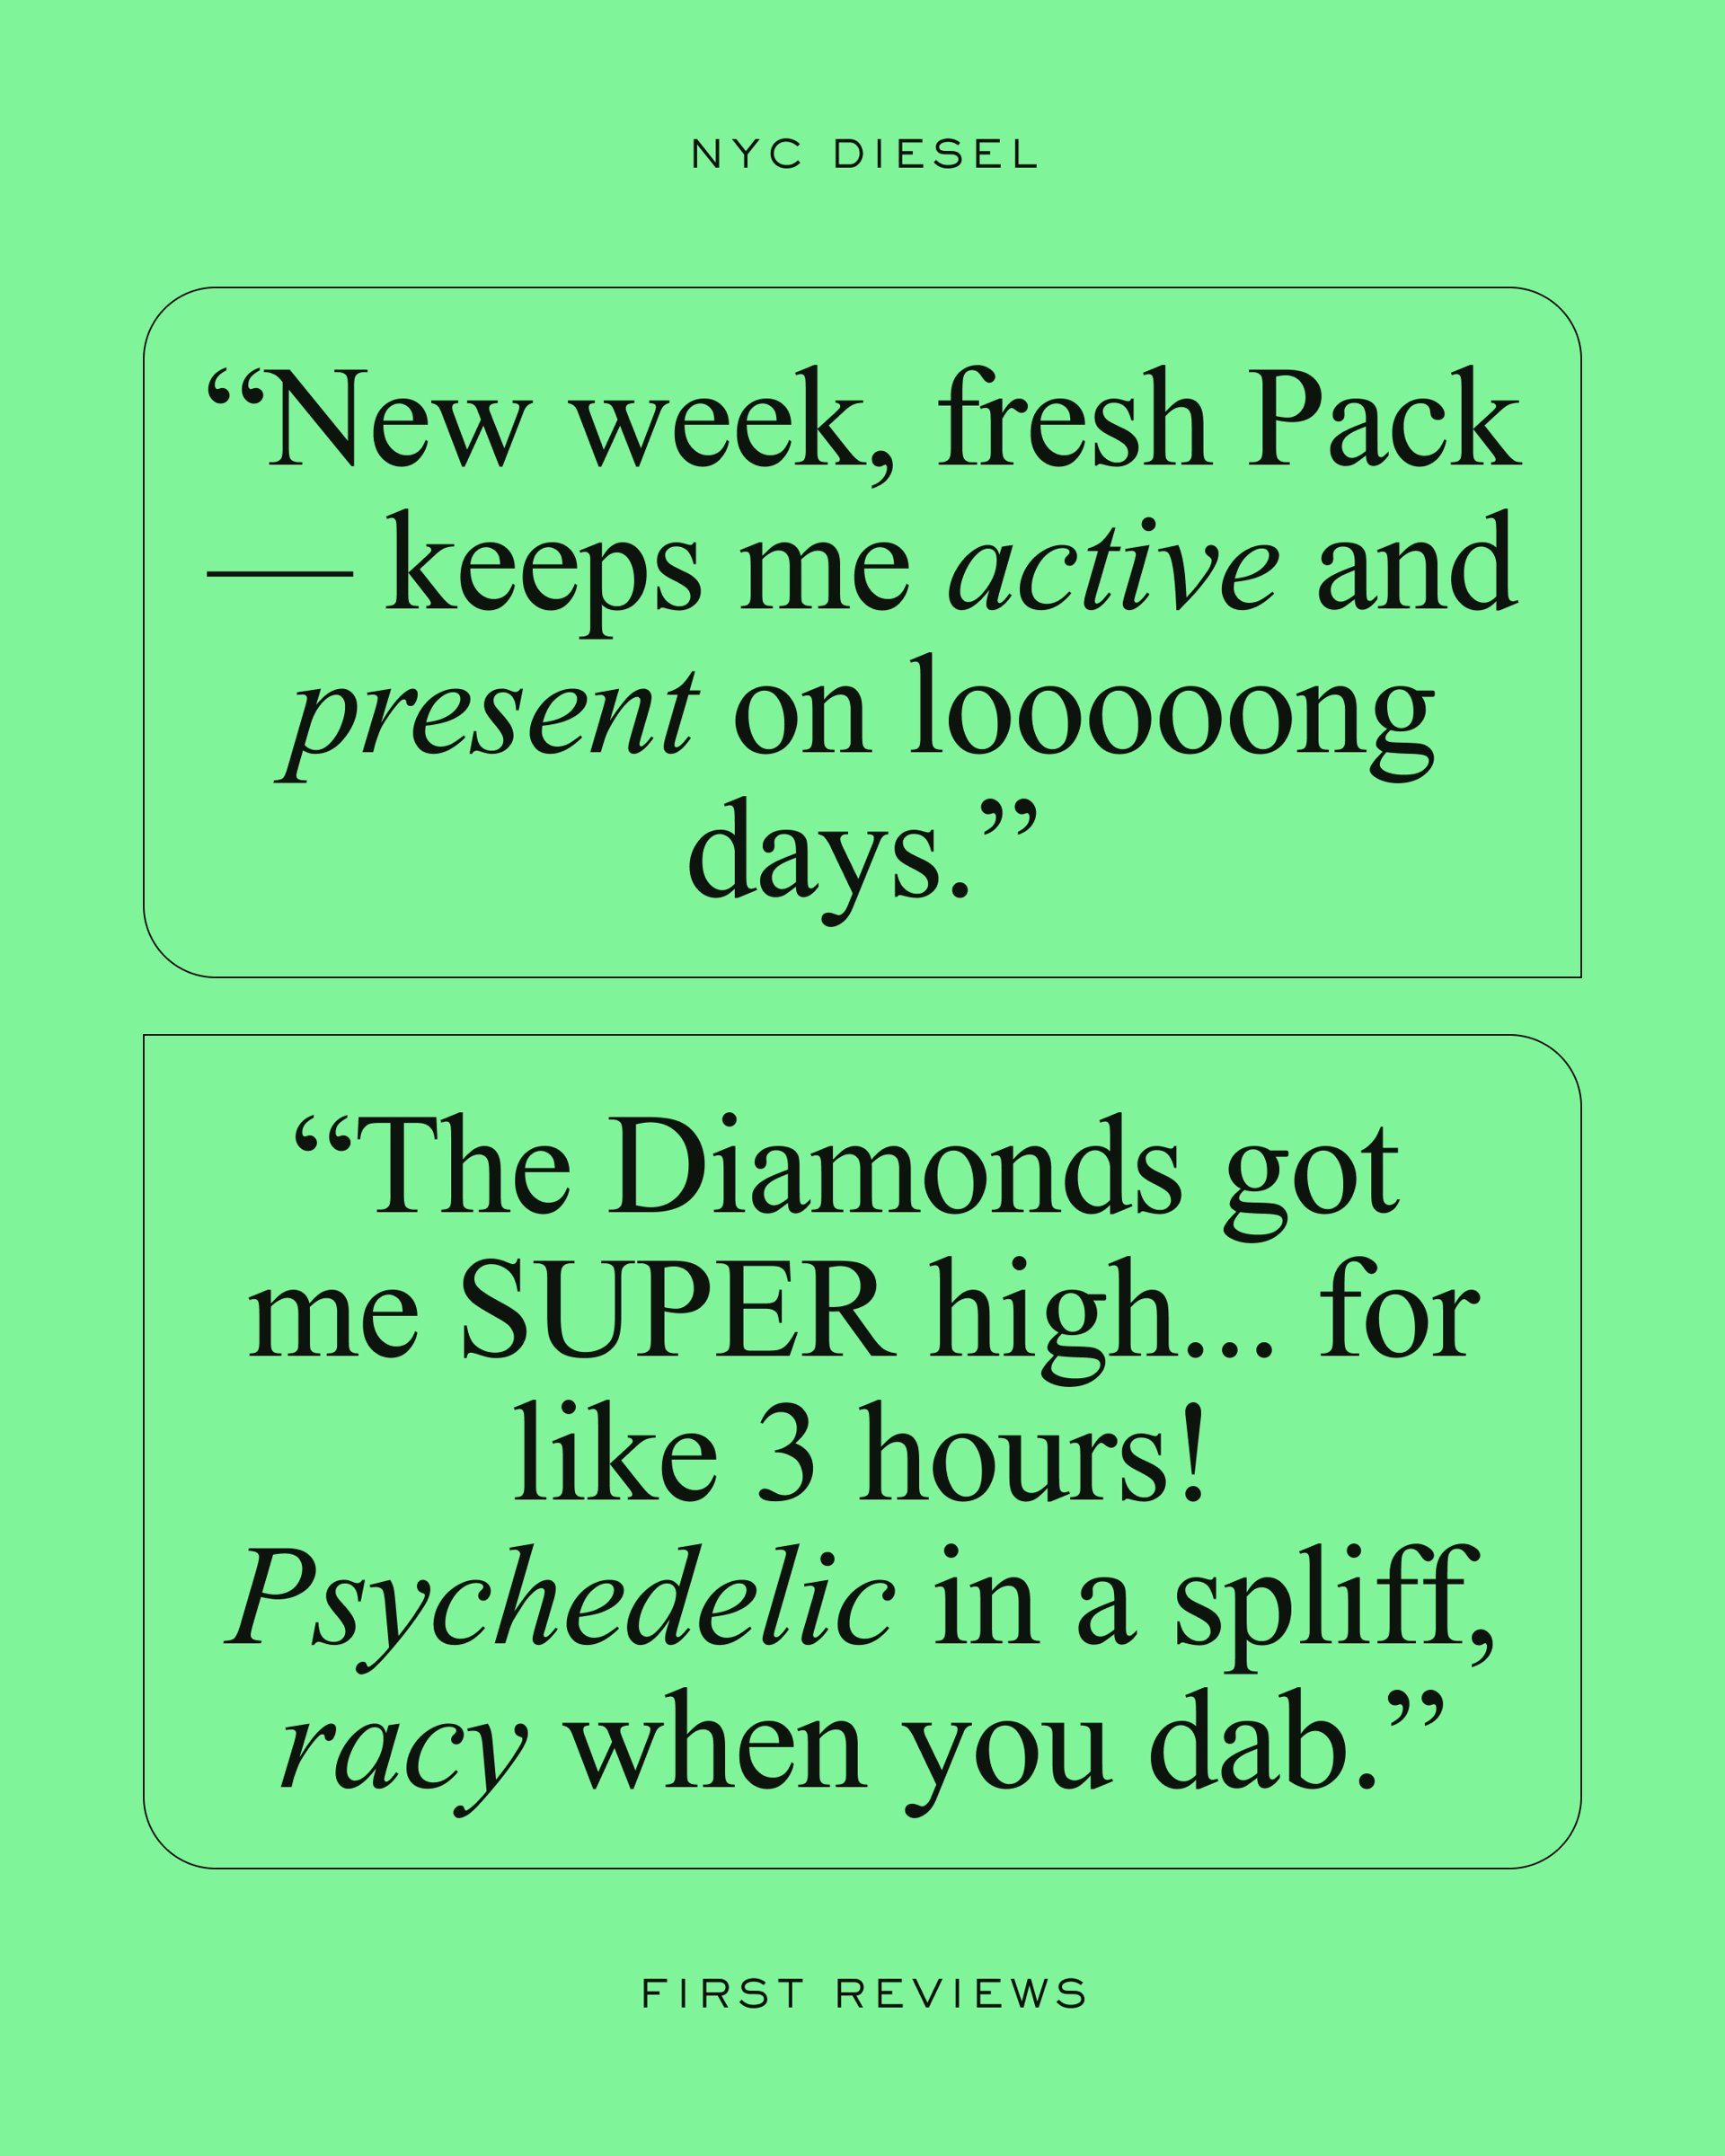 NYC DIESEL
“New week, fresh Pack
— keeps me active and
present on looooong
days.”
“The Diamonds got
me SUPER high... for
like 3 hours!
Psychedelic in a spliff,
racy when you dab.”
FIRST REVIEWS